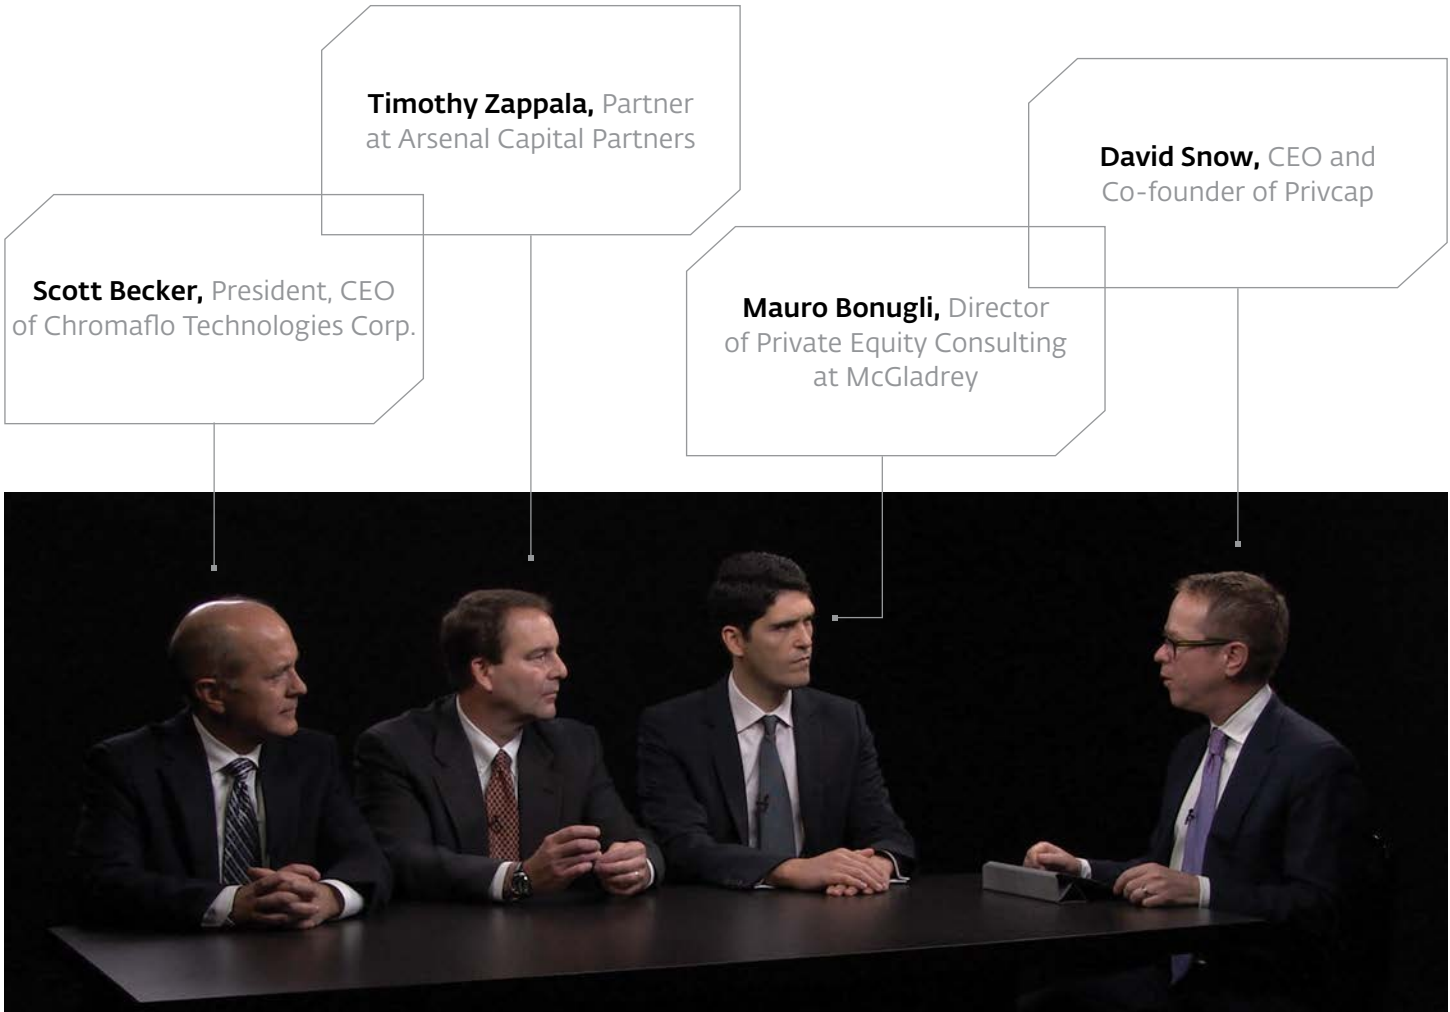 Timothy Zappala, Partner
at Arsenal Capital Partners
David Snow, CEO and
Co-founder of Privcap
Scott Becker, President, CEO
of Chromaflo Technologies Corp.
Mauro Bonugli, Director
of Private Equity Consulting
at McGladrey